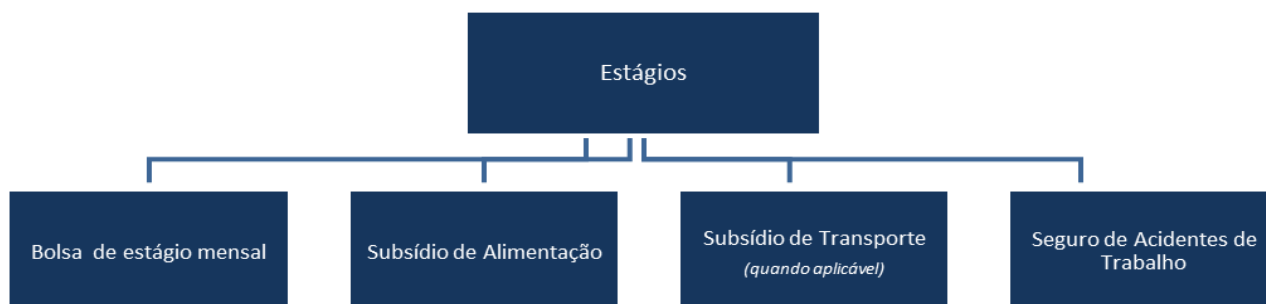 Estágios
Bolsa de estágio mensal
Subsídio de Alimentação
Subsídio de Transporte
(quando aplicável)
Seguro de Acidentes de
Trabalho